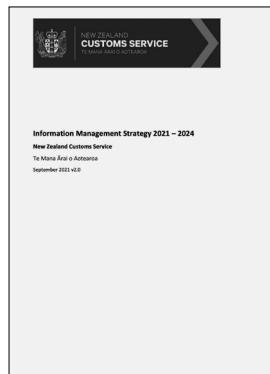 NEW ZEALAND
CUSTOMS SERVICE
TE MANA ĀRAI O AOTEAROA
Information Management Strategy 2021 – 2024
New Zealand Customs Service
Te Mana Ārai o Aotearoa
September 2021 v2.0